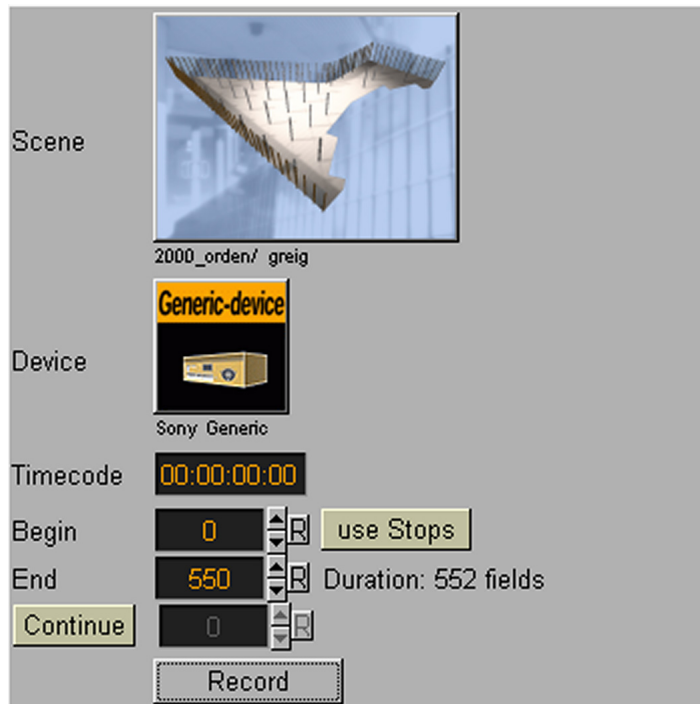 Scene
2000_orden/ greig
Generic-device
Device
Sony Generic
Timecode 00:00:00:00
Begin 0 R use Stops
End 550 R Duration: 552 fields
Continue 0 R
Record